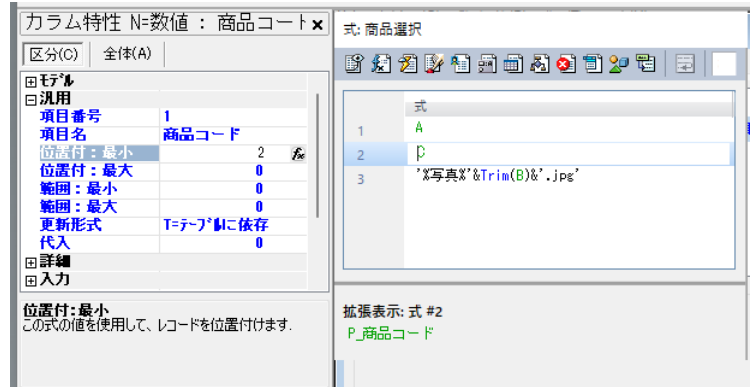 カラム特性 N=数値 : 商品コート
区分(C) 全体(A)
モデル
汎用
項目番号 1
項目名 商品コード
位置付:最小 2
位置付:最大 0
範囲:最小 0
範囲:最大 0
更新形式 T=テーブルに依存
代入 0
詳細
入力
位置付:最小
この式の値を使用して、レコードを位置付けます.
式: 商品選択
式
1 A
2
3 '%写真%'&Trim(B)&'.jpg'
拡張表示: 式 #2
P_商品コード